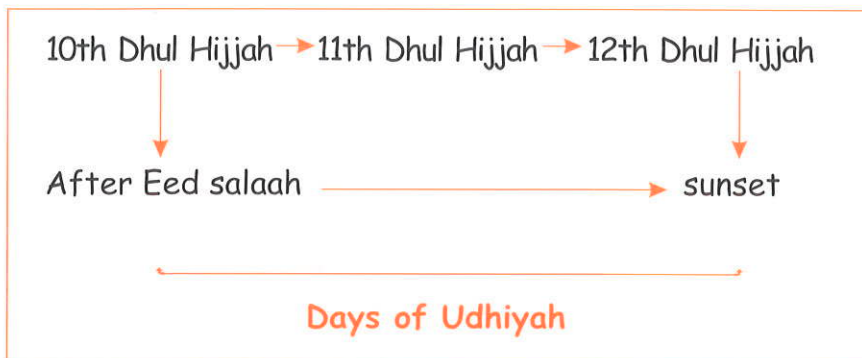 10th Dhul Hijjah 11th Dhul Hijjah 12th Dhul Hijjah
After Eed salaah sunset
Days of Udhiyah